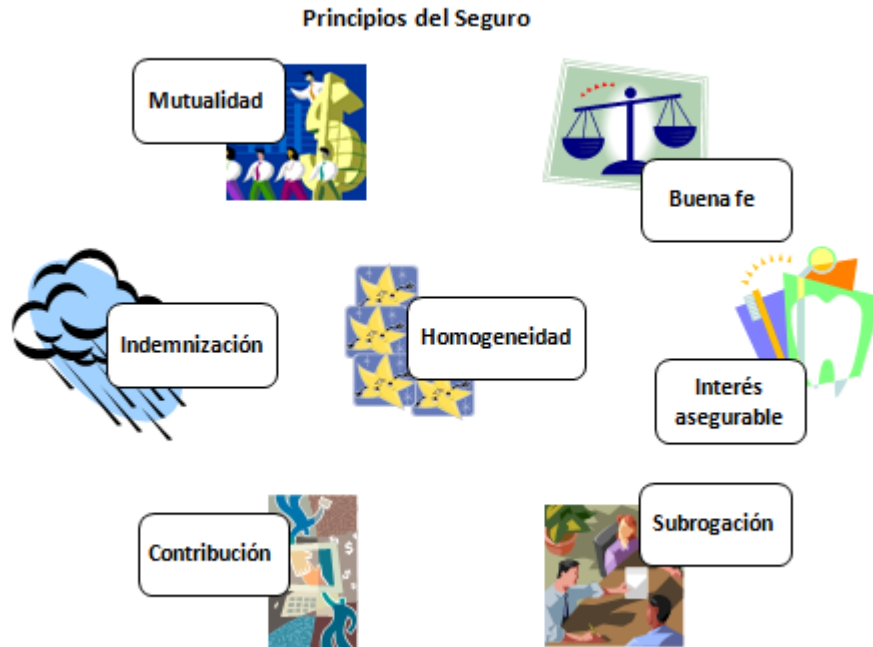 Principios del Seguro
Mutualidad
Buena fe
Indemnización
Homogeneidad
Interés
asegurable
Contribución
Subrogación